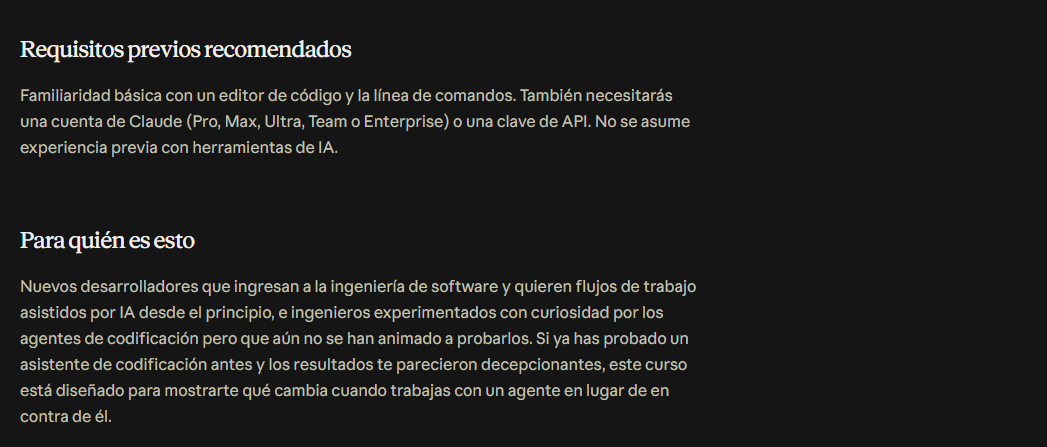 Requisitos previos recomendados
Familiaridad básica con un editor de código y la línea de comandos. También necesitarás
una cuenta de Claude (Pro, Max, Ultra, Team o Enterprise) o una clave de API. No se asume
experiencia previa con herramientas de IA.
Para quién es esto
Nuevos desarrolladores que ingresan a la ingeniería de software y quieren flujos de trabajo
asistidos por IA desde el principio, e ingenieros experimentados con curiosidad por los
agentes de codificación pero que aún no se han animado a probarlos. Si ya has probado un
asistente de codificación antes y los resultados te parecieron decepcionantes, este curso
está diseñado para mostrarte qué cambia cuando trabajas con un agente en lugar de en
contra de él.